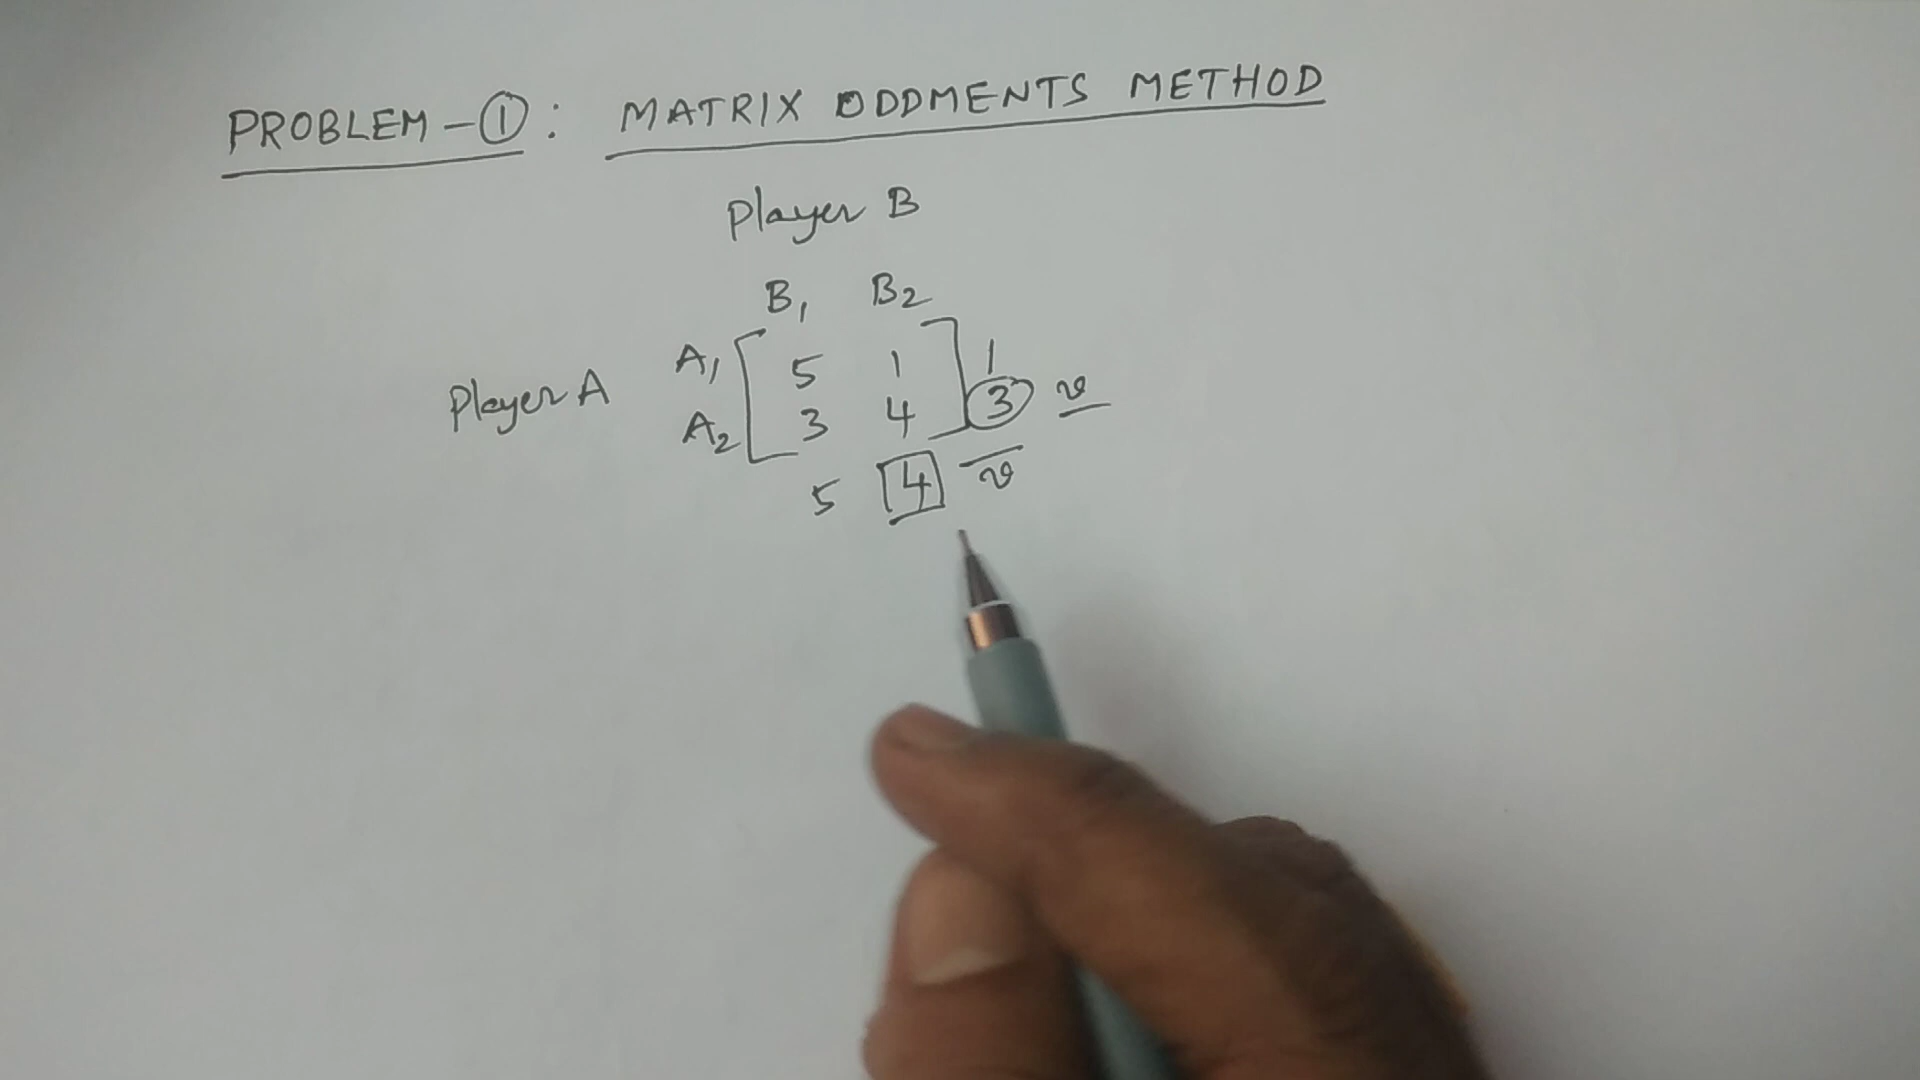 PROBLEM - ① : MATRIX ODDMENTS METHOD
Player B
B1 B2
Player A
A1 [ 5 1 ] 1
A2 [ 3 4 ] ③ v
5 4 v